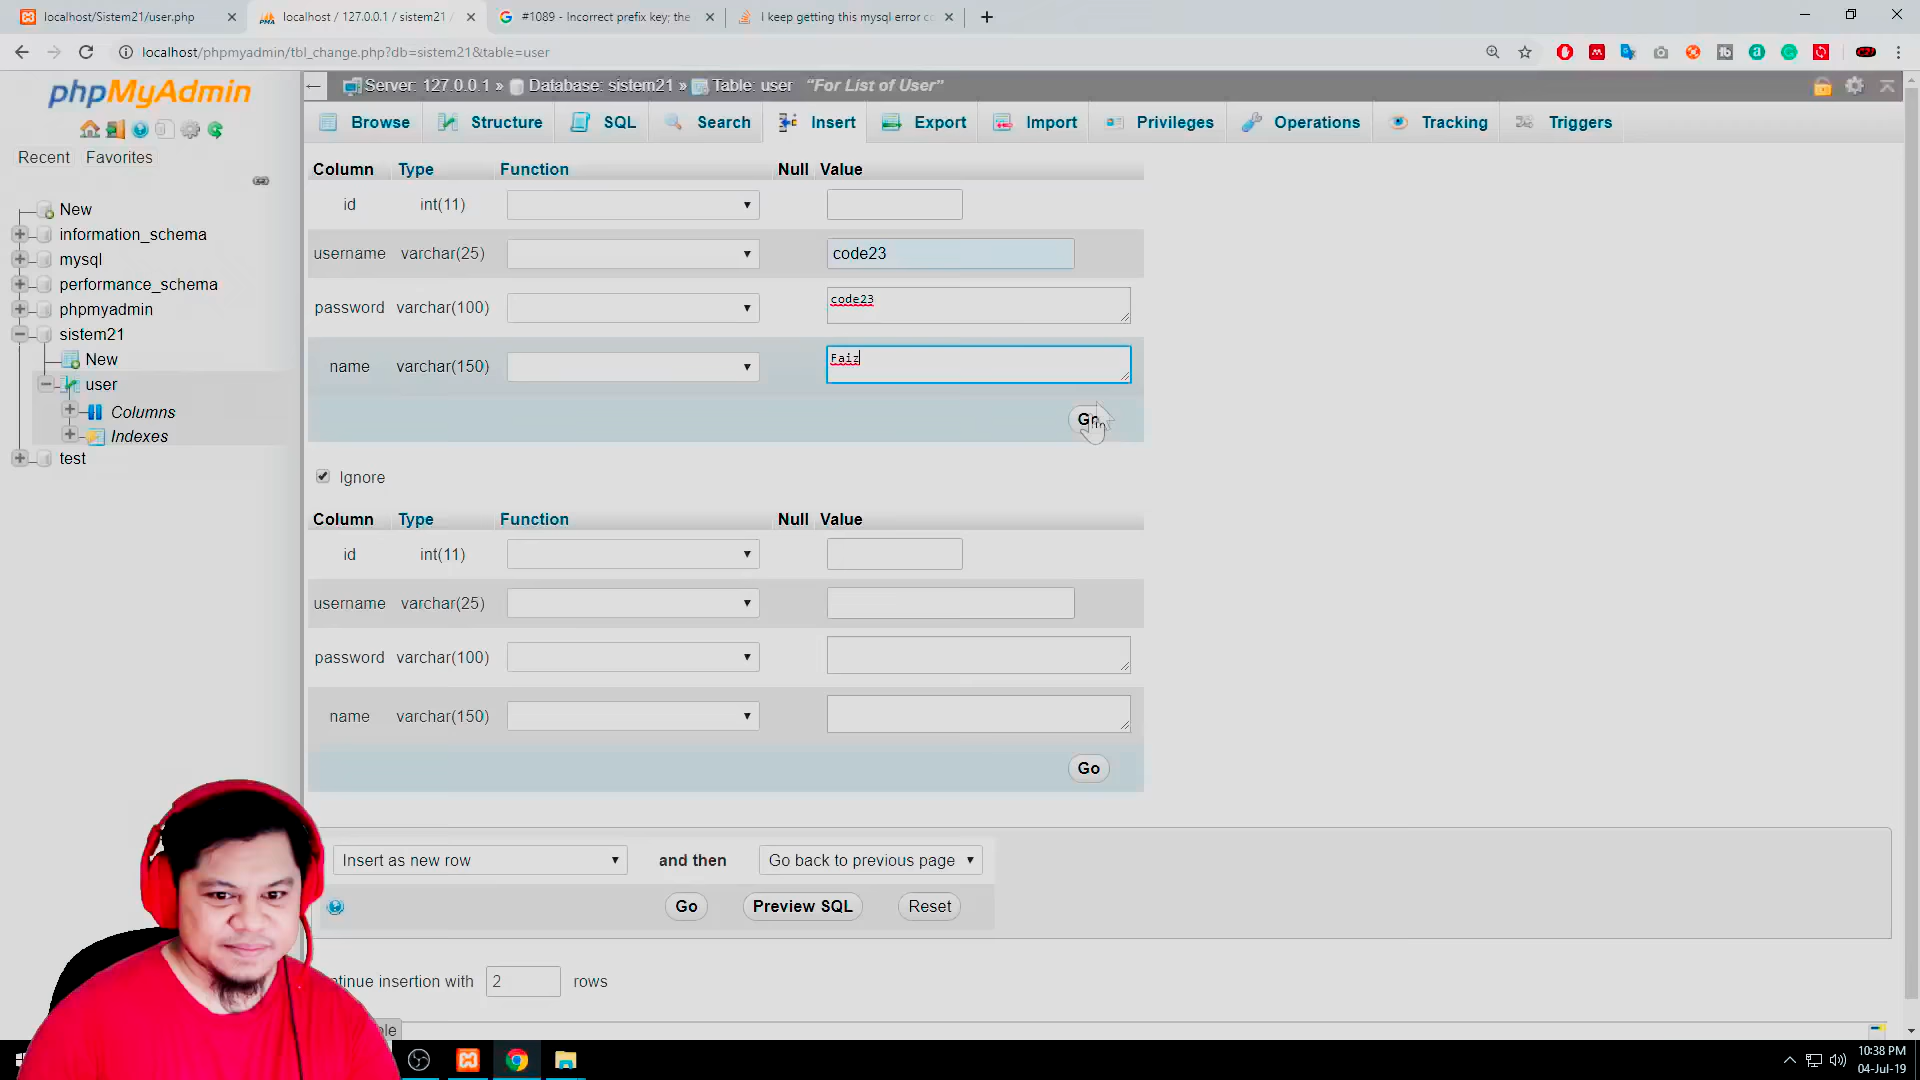 localhost/Sistem21/user.php
localhost / 127.0.0.1 / sistem21 /
#1089 - Incorrect prefix key; the
I keep getting this mysql error co
localhost/phpmyadmin/tbl_change.php?db=sistem21&table=user
phpMyAdmin
Recent Favorites
New
information_schema
mysql
performance_schema
phpmyadmin
sistem21
New
user
Columns
Indexes
test
Server: 127.0.0.1 » Database: sistem21 » Table: user "For List of User"
Browse Structure SQL Search Insert Export Import Privileges Operations Tracking Triggers
Column Type Function Null Value
id int(11)
username varchar(25) code23
password varchar(100) code23
name varchar(150) Faiz
Go
Ignore
Column Type Function Null Value
id int(11)
username varchar(25)
password varchar(100)
name varchar(150)
Go
Insert as new row and then Go back to previous page
Go Preview SQL Reset
insertion with 2 rows
10:38 PM
04-Jul-19